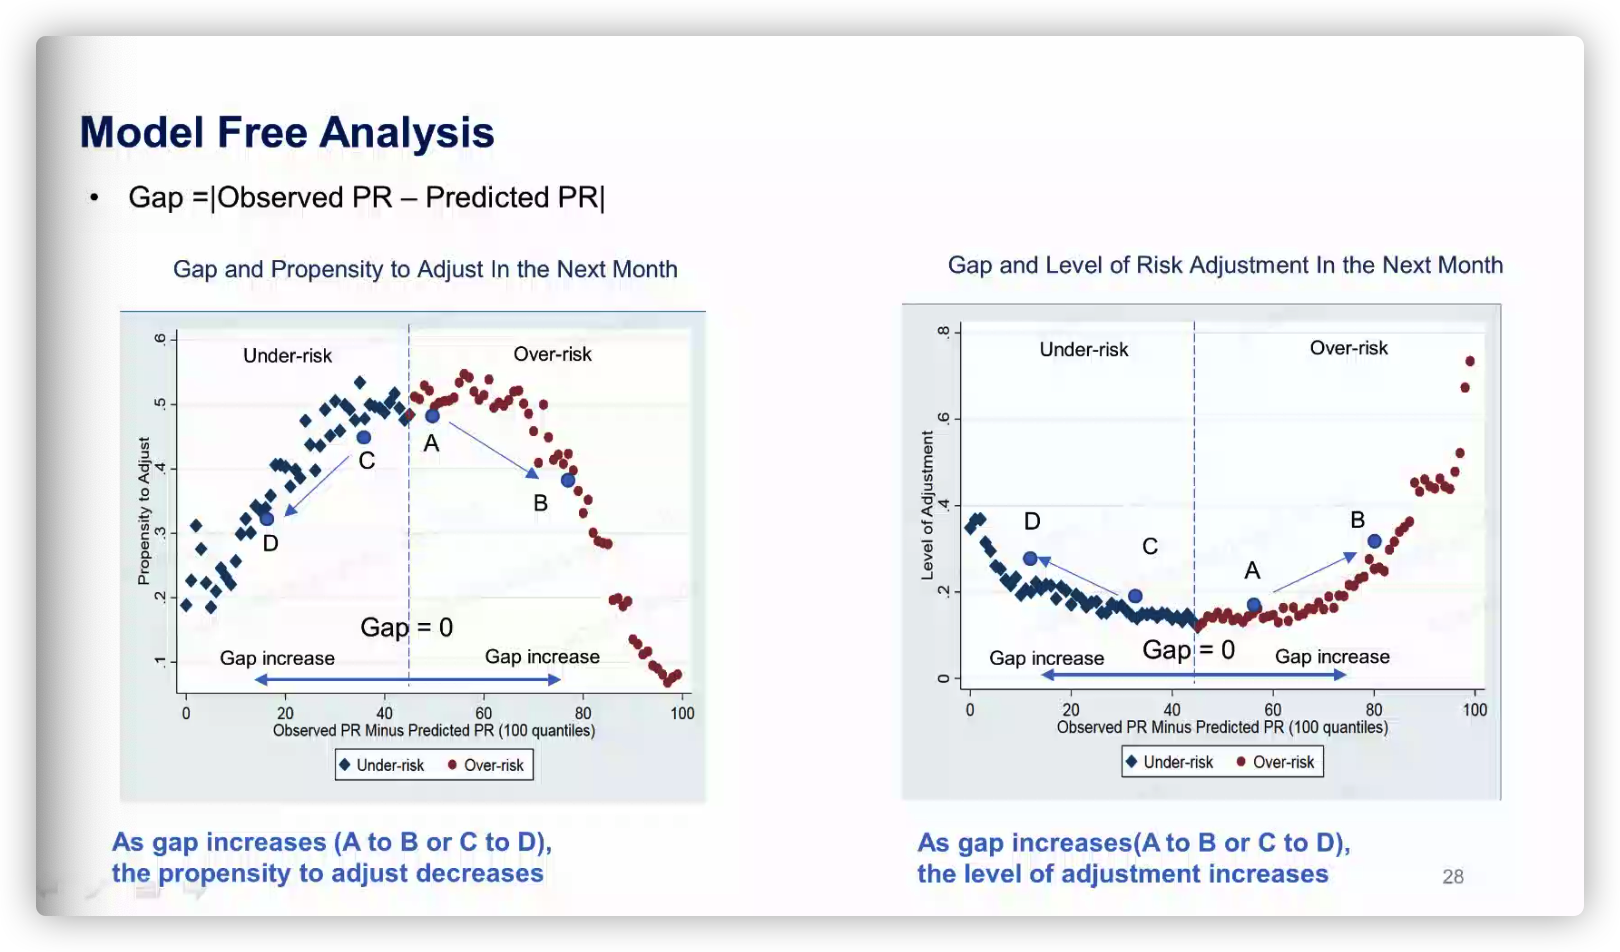 Model Free Analysis
• Gap =|Observed PR – Predicted PR|
Gap and Propensity to Adjust In the Next Month
Under-risk
Over-risk
Propensity to Adjust
.6
.5
.4
.3
.2
.1
C
A
D
B
Gap = 0
Gap increase
Gap increase
0 20 40 60 80 100
Observed PR Minus Predicted PR (100 quantiles)
Under-risk Over-risk
As gap increases (A to B or C to D),
the propensity to adjust decreases
Gap and Level of Risk Adjustment In the Next Month
Under-risk
Over-risk
Level of Adjustment
.8
.6
.4
.2
0
D
C
A
B
Gap = 0
Gap increase
Gap increase
0 20 40 60 80 100
Observed PR Minus Predicted PR (100 quantiles)
Under-risk Over-risk
As gap increases(A to B or C to D),
the level of adjustment increases
28